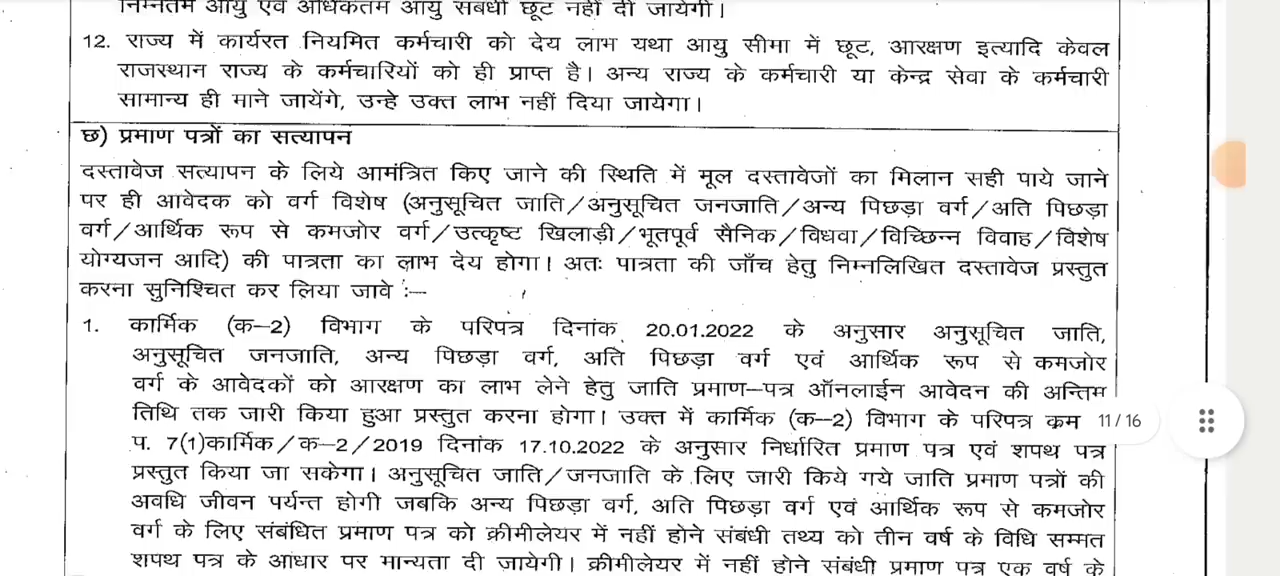 निम्नतम आयु एवं अधिकतम आयु संबंधी छूट नहीं दी जायेगी।
12. राज्य में कार्यरत नियमित कर्मचारी को देय लाभ यथा आयु सीमा में छूट, आरक्षण इत्यादि केवल
राजस्थान राज्य के कर्मचारियों को ही प्राप्त है। अन्य राज्य के कर्मचारी या केन्द्र सेवा के कर्मचारी
सामान्य ही माने जायेंगे, उन्हे उक्त लाभ नहीं दिया जायेगा।
छ) प्रमाण पत्रों का सत्यापन
दस्तावेज सत्यापन के लिये आमंत्रित किए जाने की स्थिति में मूल दस्तावेजों का मिलान सही पाये जाने
पर ही आवेदक को वर्ग विशेष (अनुसूचित जाति/अनुसूचित जनजाति/अन्य पिछड़ा वर्ग/अति पिछड़ा
वर्ग/आर्थिक रूप से कमजोर वर्ग/उत्कृष्ट खिलाड़ी/भूतपूर्व सैनिक/विधवा/विच्छिन्न विवाह/विशेष
योग्यजन आदि) की पात्रता का लाभ देय होगा। अतः पात्रता की जाँच हेतु निम्नलिखित दस्तावेज प्रस्तुत
करना सुनिश्चित कर लिया जावे :—
1. कार्मिक (क–2) विभाग के परिपत्र दिनांक 20.01.2022 के अनुसार अनुसूचित जाति,
अनुसूचित जनजाति, अन्य पिछड़ा वर्ग, अति पिछड़ा वर्ग एवं आर्थिक रूप से कमजोर
वर्ग के आवेदकों को आरक्षण का लाभ लेने हेतु जाति प्रमाण–पत्र ऑनलाईन आवेदन की अन्तिम
तिथि तक जारी किया हुआ प्रस्तुत करना होगा। उक्त में कार्मिक (क–2) विभाग के परिपत्र क्रम
11/16
प. 7(1)कार्मिक/क–2/2019 दिनांक 17.10.2022 के अनुसार निर्धारित प्रमाण पत्र एवं शपथ पत्र
प्रस्तुत किया जा सकेगा। अनुसूचित जाति/जनजाति के लिए जारी किये गये जाति प्रमाण पत्रों की
अवधि जीवन पर्यन्त होगी जबकि अन्य पिछड़ा वर्ग, अति पिछड़ा वर्ग एवं आर्थिक रूप से कमजोर
वर्ग के लिए संबंधित प्रमाण पत्र को क्रीमीलेयर में नहीं होने संबंधी तथ्य को तीन वर्ष के विधि सम्मत
शपथ पत्र के आधार पर मान्यता दी जायेगी। क्रीमीलेयर में नहीं होने संबंधी प्रमाण पत्र एक वर्ष के